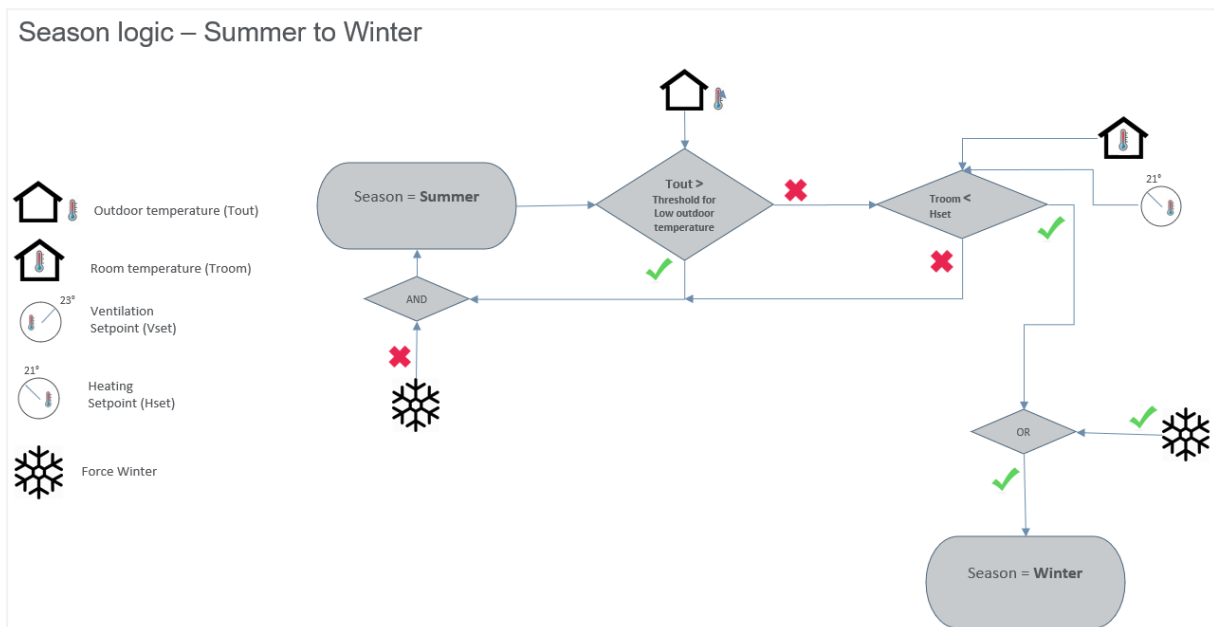 Season logic – Summer to Winter
Outdoor temperature (Tout)
Room temperature (Troom)
23°
Ventilation
Setpoint (Vset)
21°
Heating
Setpoint (Hset)
Force Winter
Season = Summer
Tout >
Threshold for
Low outdoor
temperature
Troom <
Hset
21°
AND
OR
Season = Winter